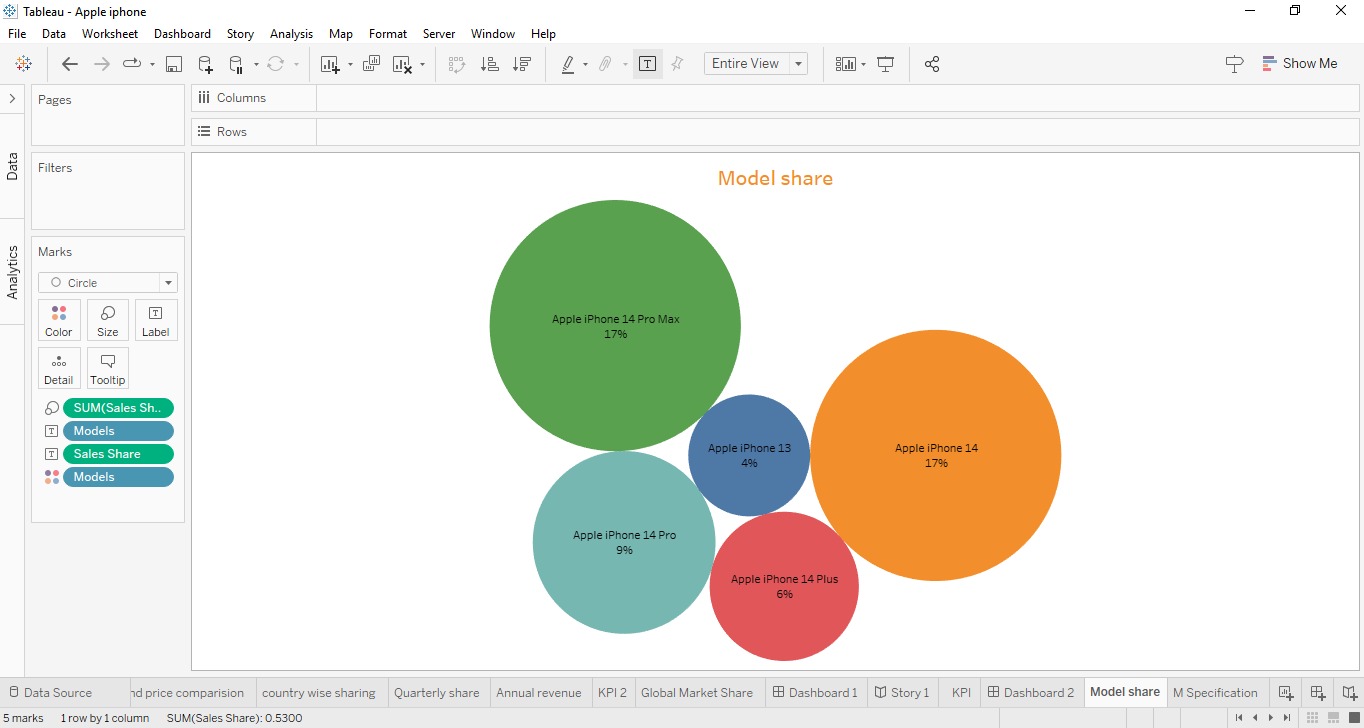 Tableau - Apple iphone
File Data Worksheet Dashboard Story Analysis Map Format Server Window Help
Entire View
Show Me
Pages
Columns
Rows
Data
Filters
Analytics
Marks
Circle
Color Size Label
Detail Tooltip
SUM(Sales Sh..
Models
Sales Share
Models
Model share
Apple iPhone 14 Pro Max
17%
Apple iPhone 13
4%
Apple iPhone 14
17%
Apple iPhone 14 Pro
9%
Apple iPhone 14 Plus
6%
Data Source nd price comparision country wise sharing Quarterly share Annual revenue KPI 2 Global Market Share Dashboard 1 Story 1 KPI Dashboard 2 Model share M Specification
5 marks 1 row by 1 column SUM(Sales Share): 0.5300